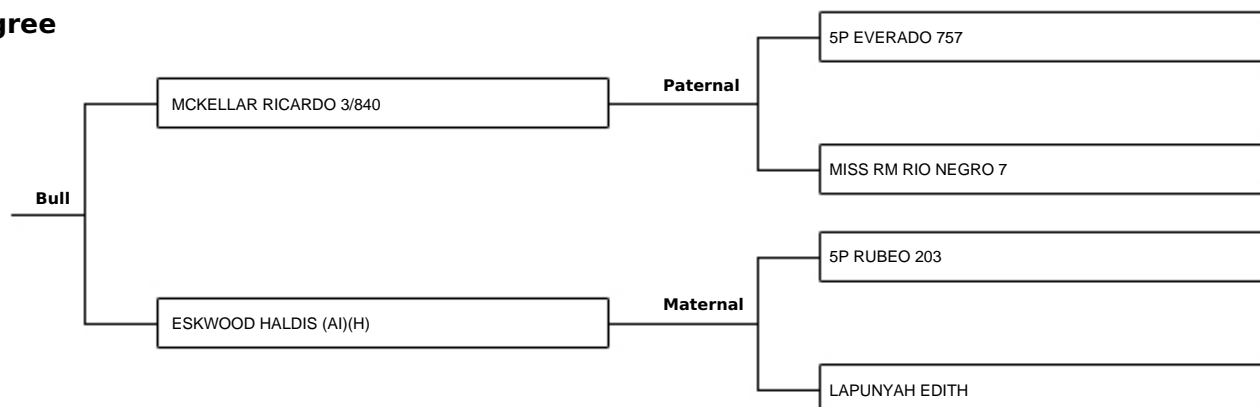 gree
5P EVERADO 757
Paternal
MCKELLAR RICARDO 3/840
MISS RM RIO NEGRO 7
Bull
5P RUBEO 203
Maternal
ESKWOOD HALDIS (AI)(H)
LAPUNYAH EDITH